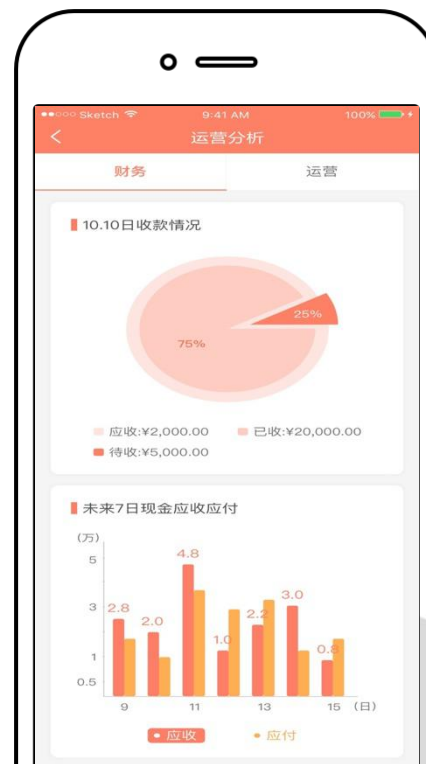 Sketch 9:41 AM 100%
运营分析
财务 运营
10.10日收款情况
25%
75%
应收:¥2,000.00 已收:¥20,000.00
待收:¥5,000.00
未来7日现金应收应付
(万)
5
4.8
3
2.8
2.0
1.0
2.2
3.0
0.8
1
0.5
9 11 13 15 (日)
应收 应付